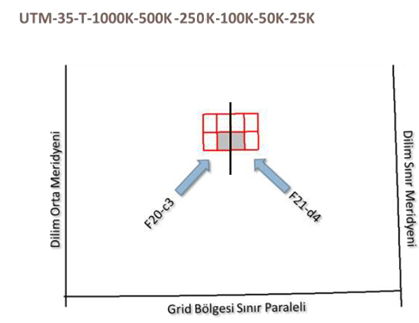 UTM-35-T-1000K-500K-250K-100K-50K-25K
Dilim Orta Meridyeni
Dilim Sınır Meridyeni
F20-c3
F21-d4
Grid Bölgesi Sınır Paraleli